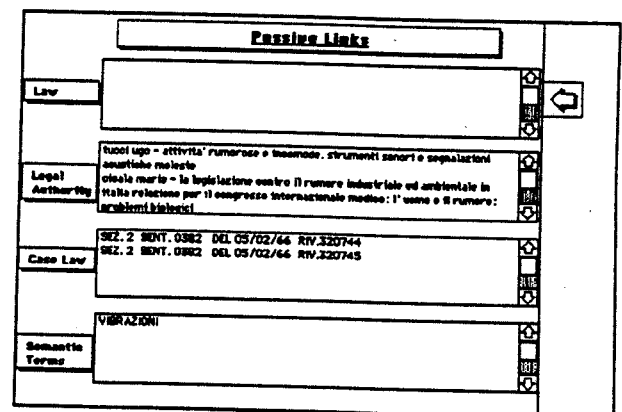 Passive Links
Law
Legal
Authority
tucci ugo - attivita' rumorose e incomode, strumenti sonori e segnalazioni
acustiche moleste
cicala mario - la legislazione contro il rumore industriale ed ambientale in
italia relazione per il congresso internazionale medico: l' uomo e il rumore:
problemi biologici
Case Law
SEZ. 2 SENT. 0382 DEL 05/02/66 RIV.320744
SEZ. 2 SENT. 0382 DEL 05/02/66 RIV.320745
Semantic
Terms
VIBRAZIONI